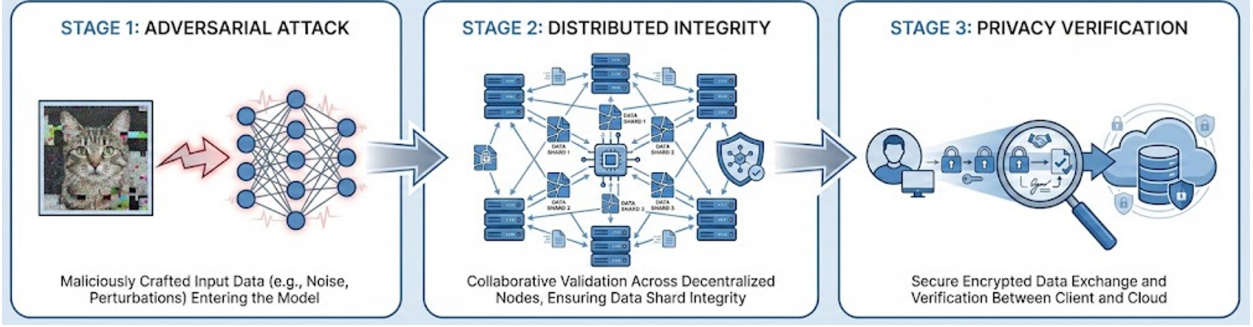 STAGE 1: ADVERSARIAL ATTACK
Maliciously Crafted Input Data (e.g., Noise,
Perturbations) Entering the Model
STAGE 2: DISTRIBUTED INTEGRITY
DATA
SHARD 1
DATA
SHARD 1
DATA
SHARD 2
DATA
SHARD 2
DATA
SHARD 3
DATA
SHARD 3
Collaborative Validation Across Decentralized
Nodes, Ensuring Data Shard Integrity
STAGE 3: PRIVACY VERIFICATION
Secure Encrypted Data Exchange and
Verification Between Client and Cloud